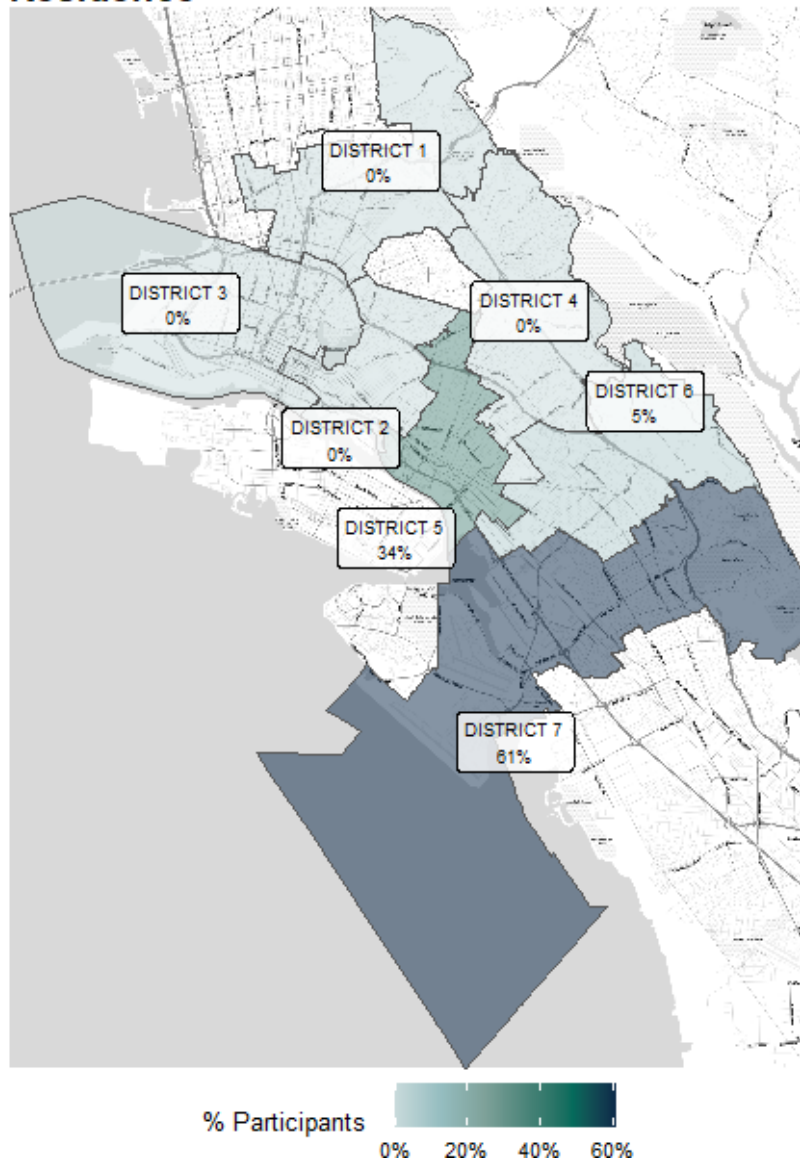 DISTRICT 1
0%
DISTRICT 3
0%
DISTRICT 4
0%
DISTRICT 6
5%
DISTRICT 2
0%
DISTRICT 5
34%
DISTRICT 7
61%
% Participants
0% 20% 40% 60%